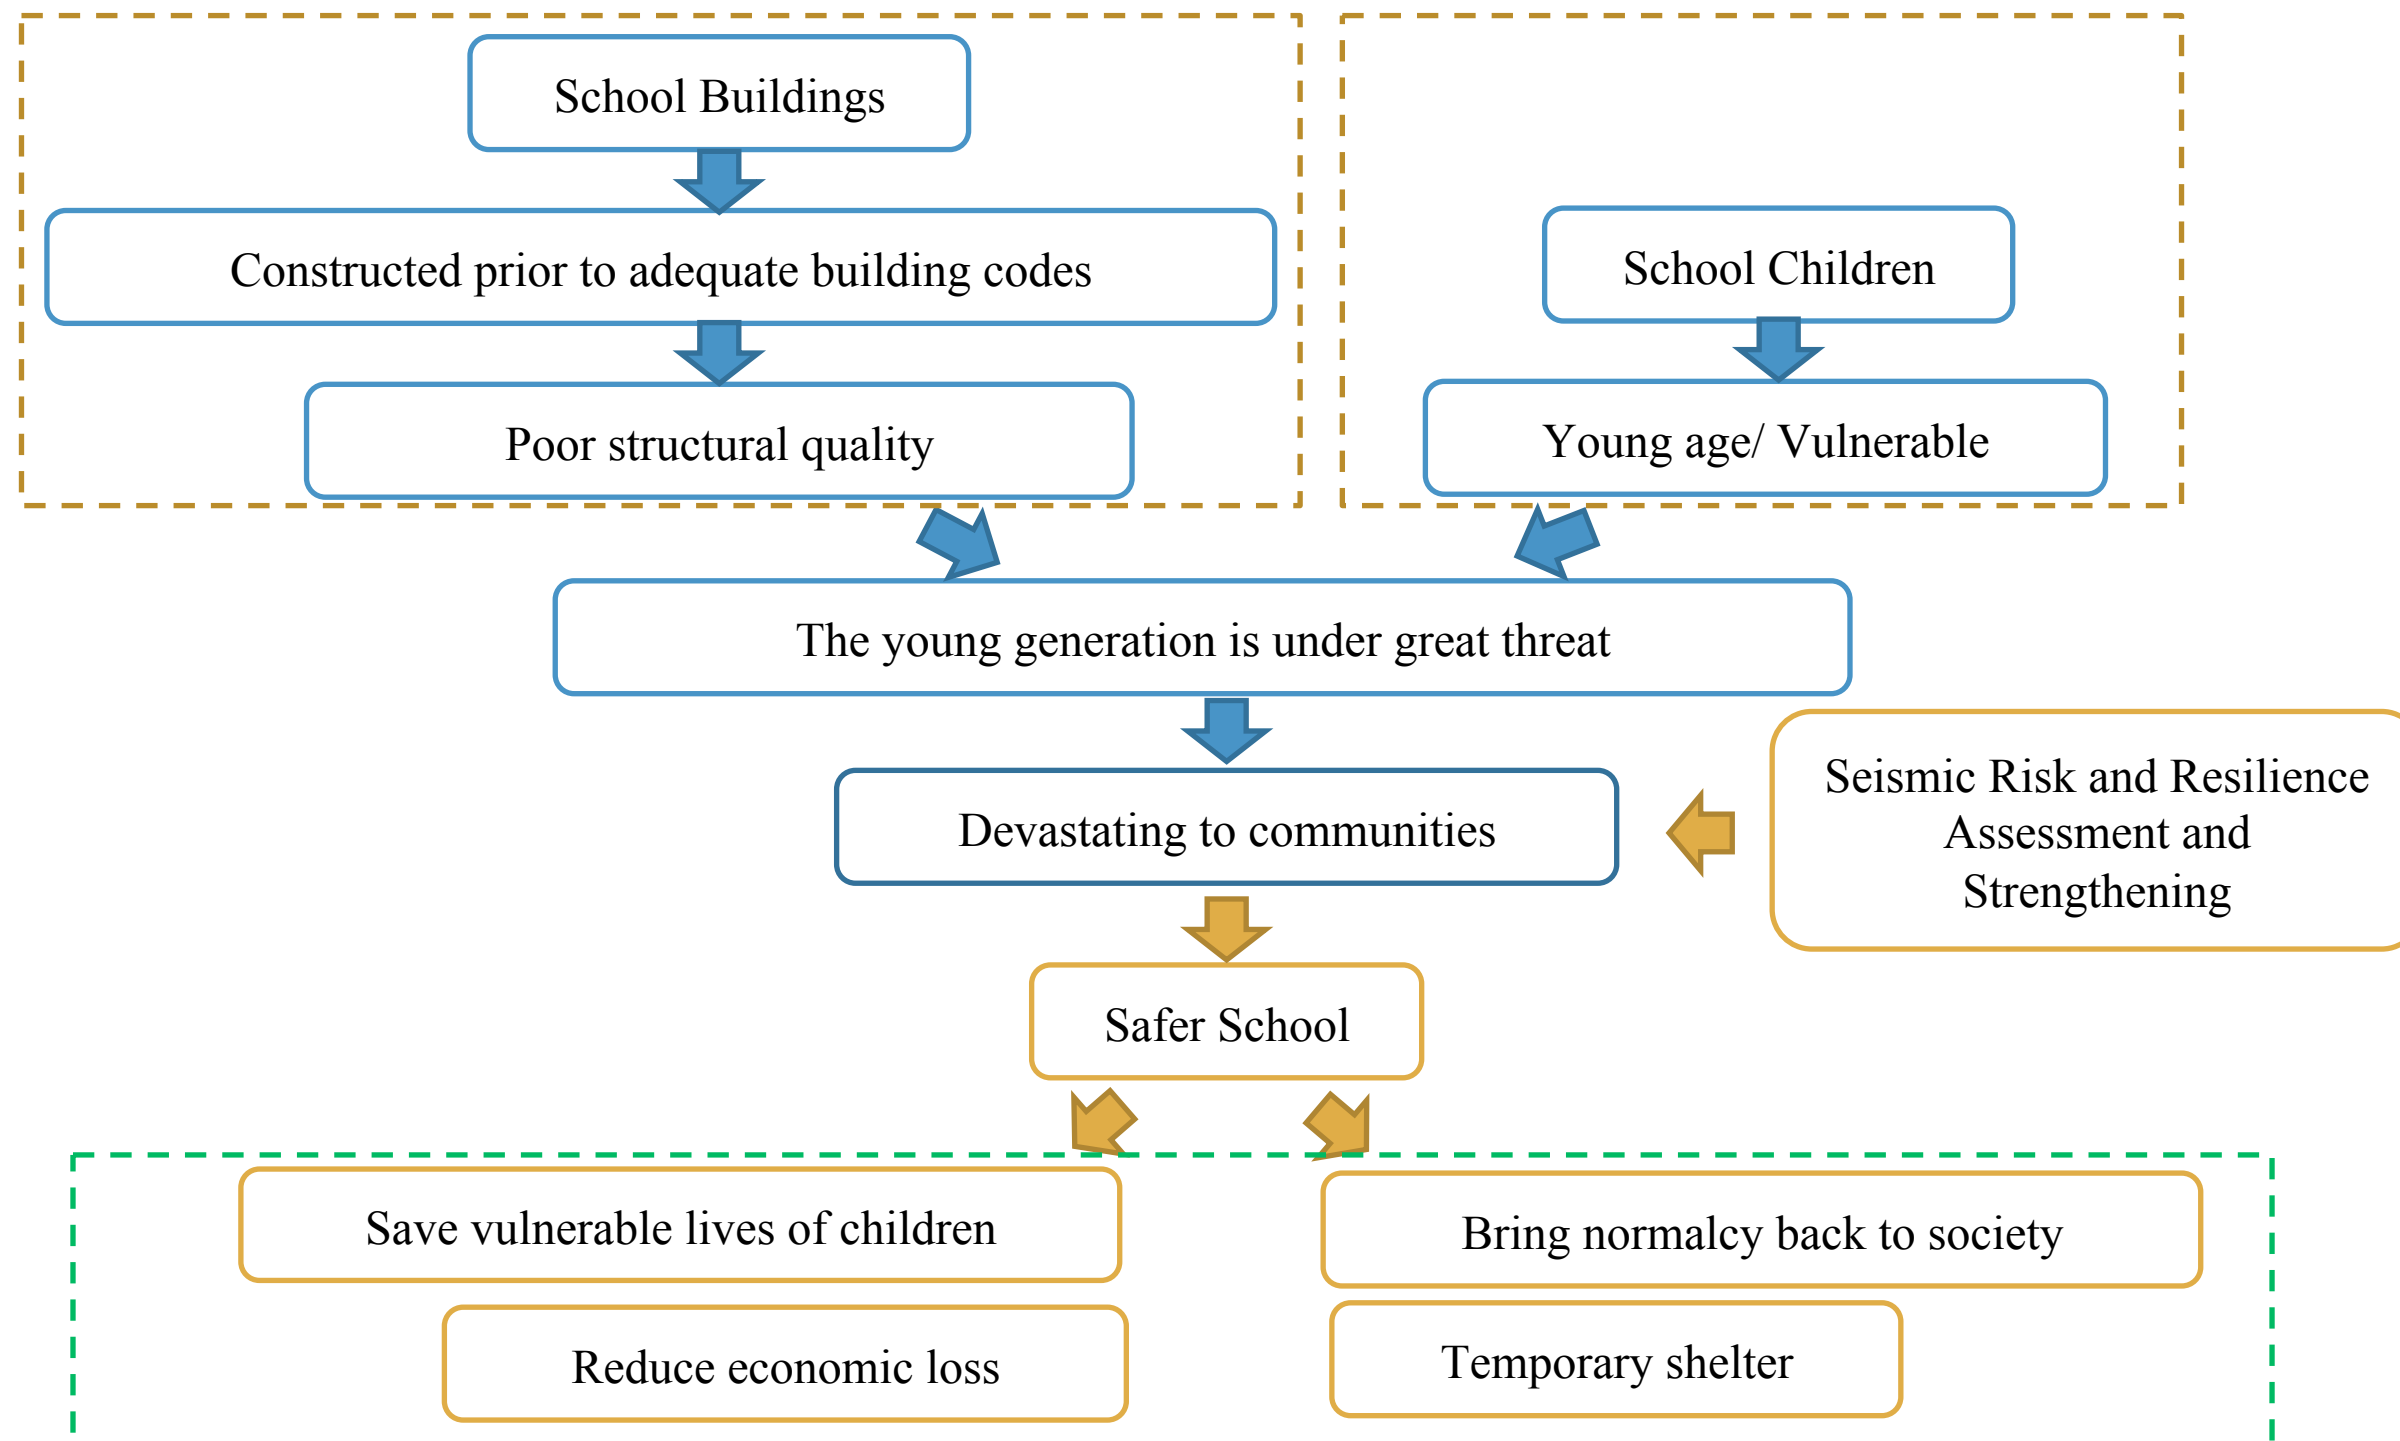 School Buildings
Constructed prior to adequate building codes
Poor structural quality
School Children
Young age/ Vulnerable
The young generation is under great threat
Devastating to communities
Seismic Risk and Resilience
Assessment and
Strengthening
Safer School
Save vulnerable lives of children
Bring normalcy back to society
Reduce economic loss
Temporary shelter